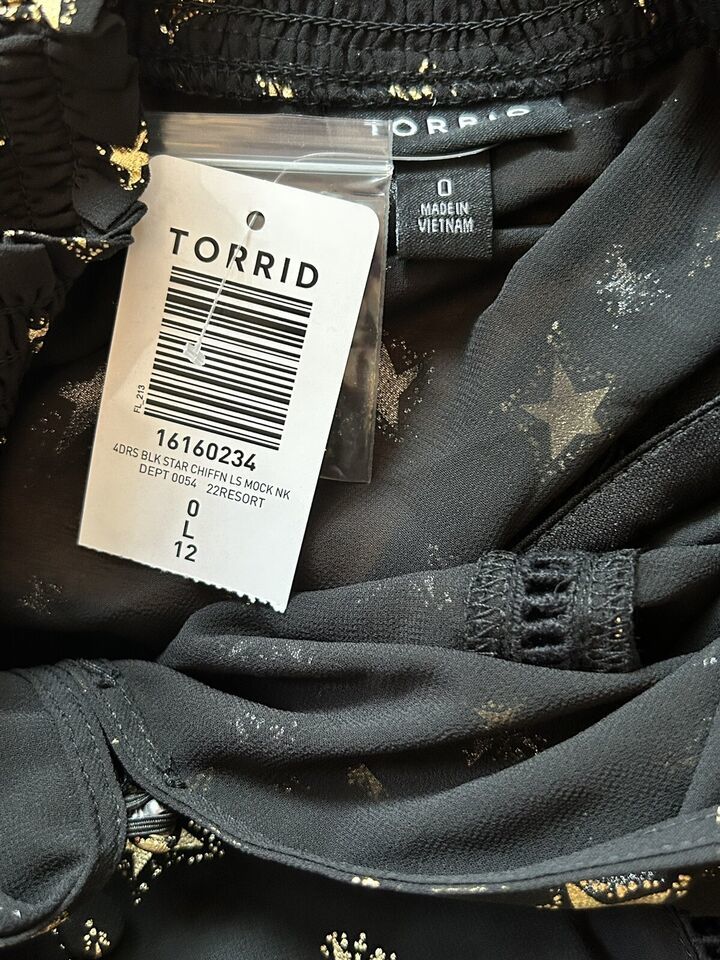 TORRID
0
MADE IN
VIETNAM
TORRID
FL_213
16160234
4DRS BLK STAR CHIFFN LS MOCK NK
DEPT 0054 22RESORT
0
L
12